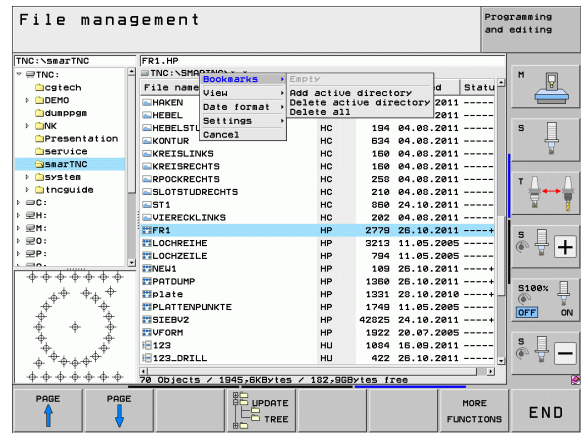 File management
Programming
and editing
TNC:\smarTNC
FR1.HP
TNC:
cgtech
DEMO
dumppgm
NK
Presentation
service
smarTNC
system
tncguide
C:
H:
M:
O:
P:
Bookmarks
View
Date format
Settings
Cancel
Empty
Add active directory
Delete active directory
Delete all
File name
Statu
HAKEN 2011 -----
HEBEL 2011 -----
HEBELSTU HC 194 04.08.2011 -----
KONTUR HC 634 04.08.2011 -----
KREISLINKS HC 160 04.08.2011 -----
KREISRECHTS HC 160 04.08.2011 -----
RPOCKRECHTS HC 258 04.08.2011 -----
SLOTSTUDRECHTS HC 210 04.08.2011 -----
ST1 HC 860 24.10.2011 -----
VIERECKLINKS HC 202 04.08.2011 -----
FR1 HP 2779 26.10.2011 ----+
LOCHREIHE HP 3213 11.05.2005 -----
LOCHZEILE HP 794 11.05.2005 -----
NEW1 HP 109 26.10.2011 ----+
PATDUMP HP 1360 26.10.2011 -----
plate HP 1331 28.10.2010 -----
PLATTENPUNKTE HP 1749 11.05.2005 -----
SIEBV2 HP 42825 24.10.2011 ----+
VFORM HP 1922 20.07.2005 -----
123 HU 1084 16.09.2011 -----
123_DRILL HU 422 26.10.2011 -----
70 Objects / 1945,6KBytes / 182,9GBytes free
M
S
T
S
S100%
OFF ON
S
PAGE
PAGE
UPDATE
TREE
MORE
FUNCTIONS
END